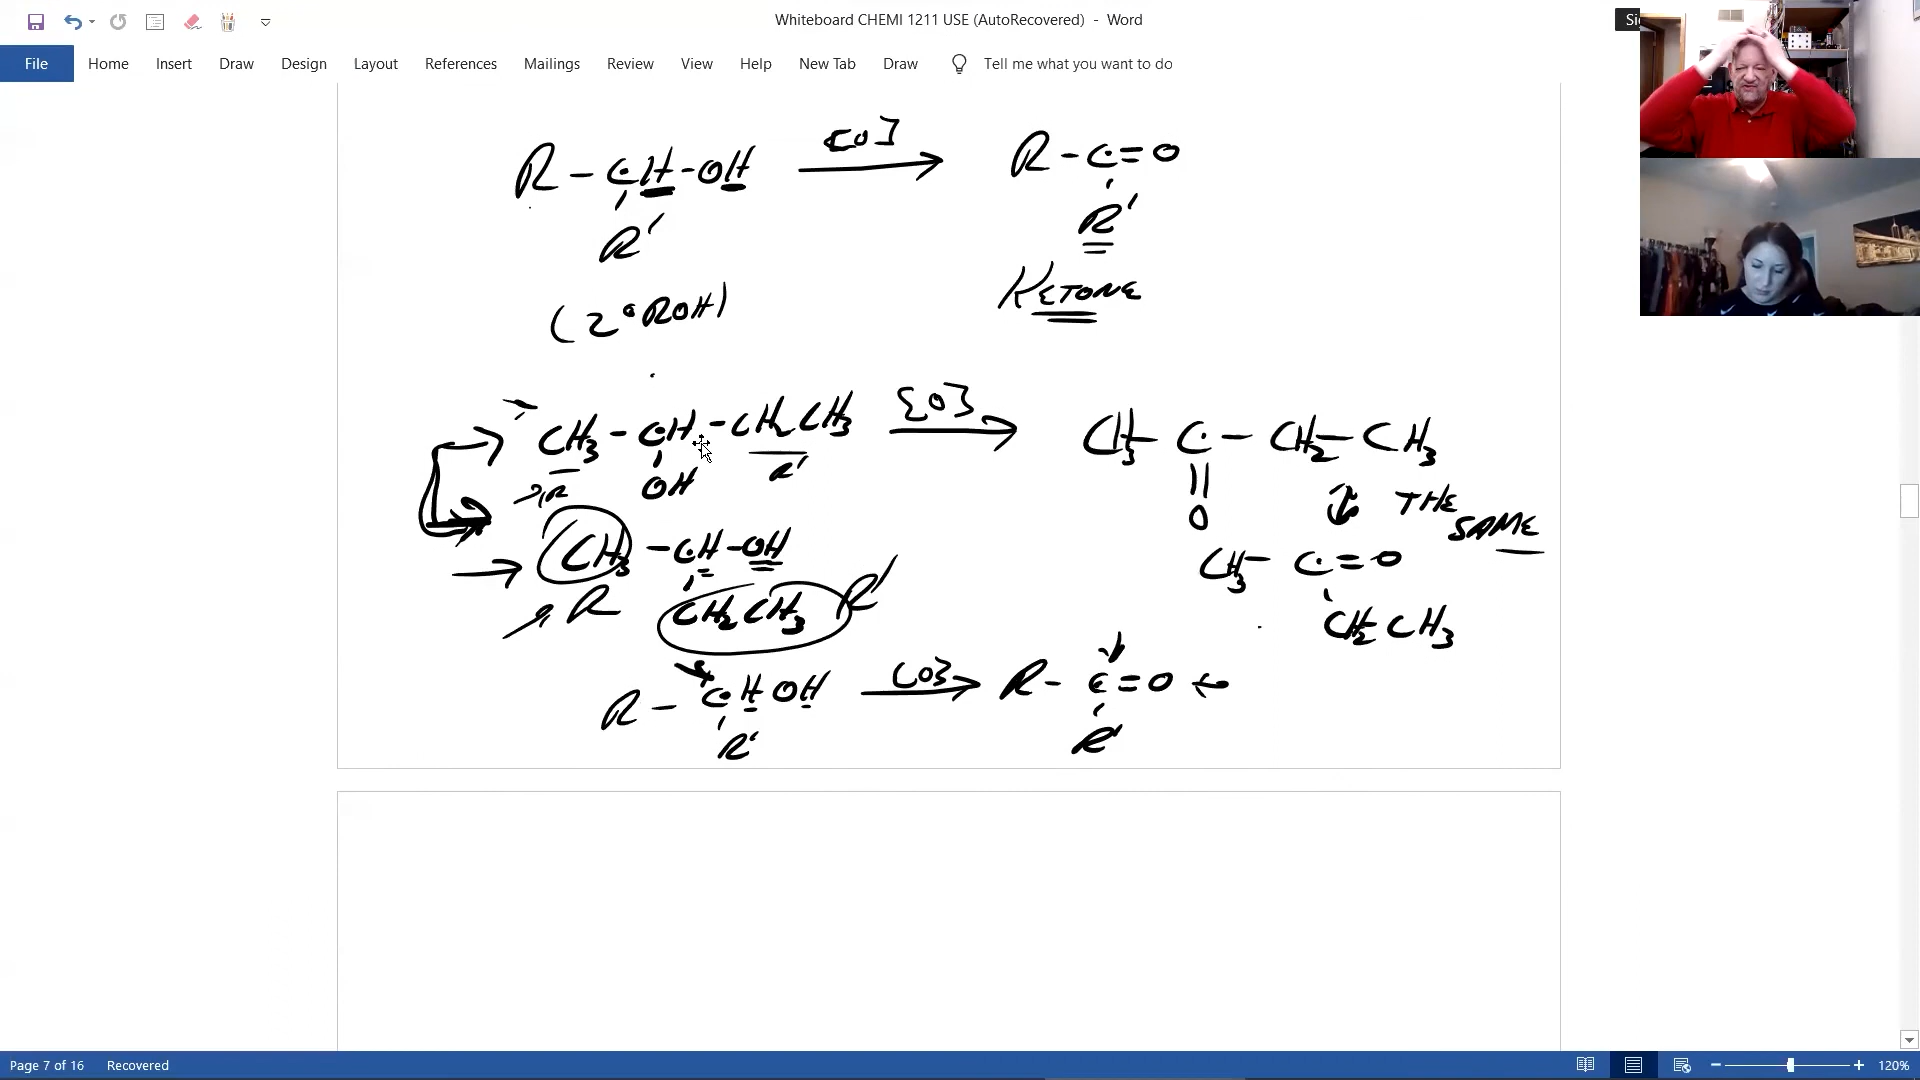 Whiteboard CHEMI 1211 USE (AutoRecovered) - Word
File Home Insert Draw Design Layout References Mailings Review View Help New Tab Draw Tell me what you want to do
R - CH - OH [O] R - C = O
R' R'
(2° ROH) KETONE
CH3 - CH - CH2CH3 {O} CH3 - C - CH2 - CH3
R OH R' O
THE SAME
CH3 - CH - OH CH3 - C = O
R CH2CH3 R' CH2CH3
R - CHOH [O} R - C = O
R' R'
Page 7 of 16 Recovered 120%